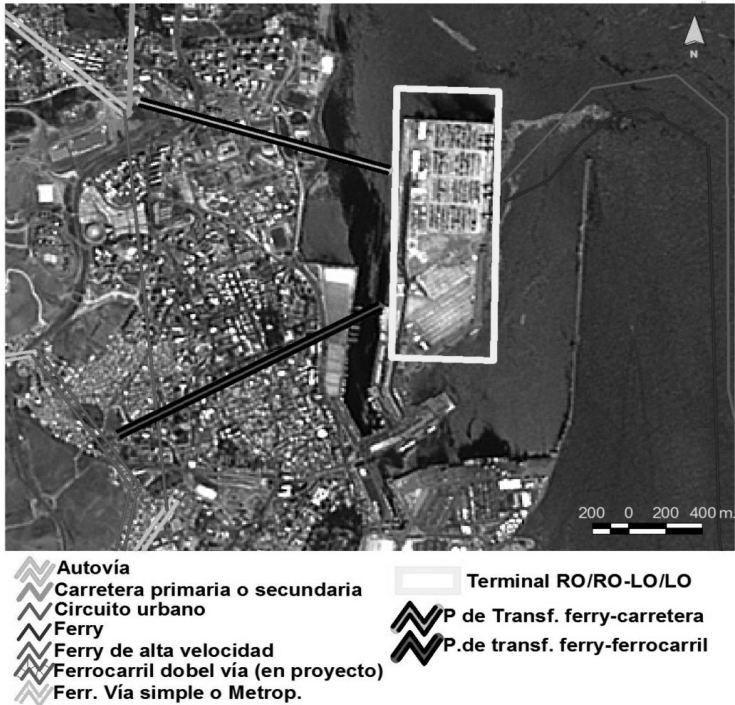 N
200 0 200 400 m.
Autovía
Carretera primaria o secundaria
Circuito urbano
Ferry
Ferry de alta velocidad
Ferrocarril dobel vía (en proyecto)
Ferr. Vía simple o Metrop.
Terminal RO/RO-LO/LO
P de Transf. ferry-carretera
P.de transf. ferry-ferrocarril